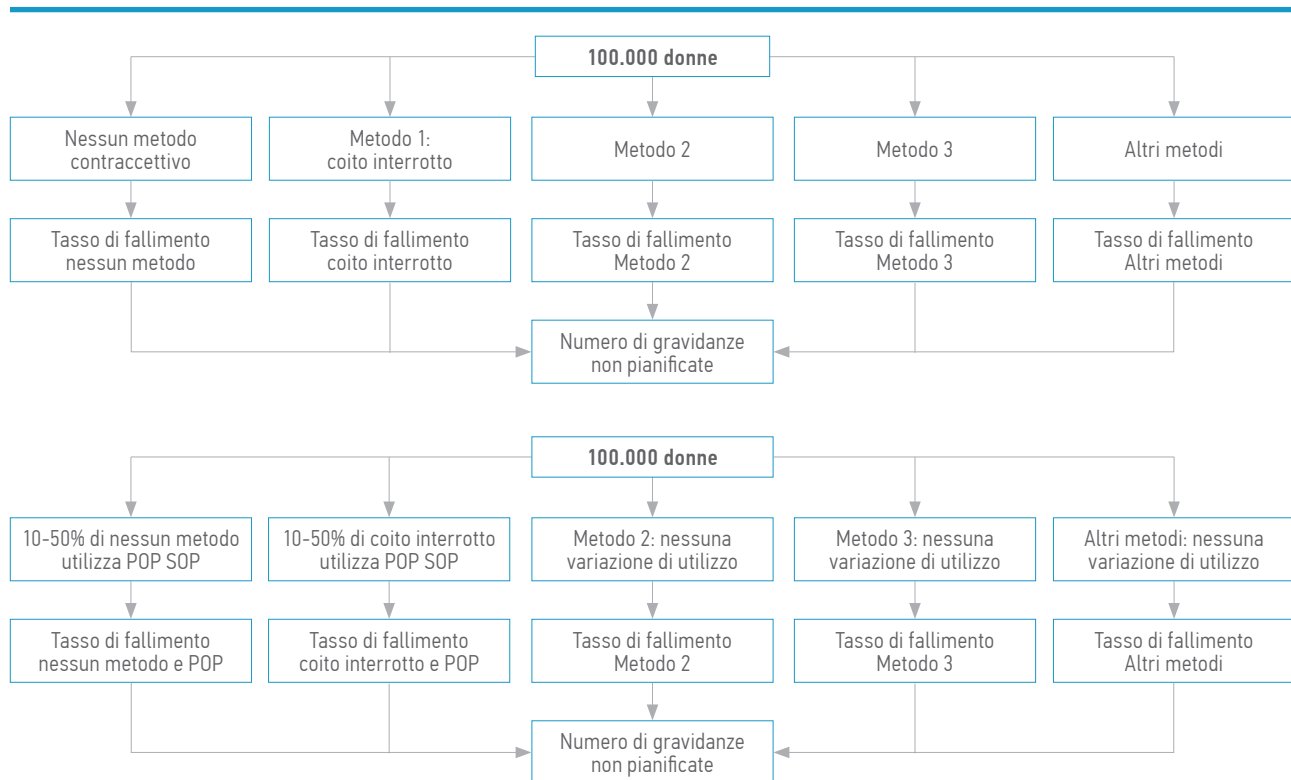 100.000 donne
Nessun metodo
contraccettivo
Metodo 1:
coito interrotto
Metodo 2
Metodo 3
Altri metodi
Tasso di fallimento
nessun metodo
Tasso di fallimento
coito interrotto
Tasso di fallimento
Metodo 2
Tasso di fallimento
Metodo 3
Tasso di fallimento
Altri metodi
Numero di gravidanze
non pianificate
100.000 donne
10-50% di nessun metodo
utilizza POP SOP
10-50% di coito interrotto
utilizza POP SOP
Metodo 2: nessuna
variazione di utilizzo
Metodo 3: nessuna
variazione di utilizzo
Altri metodi: nessuna
variazione di utilizzo
Tasso di fallimento
nessun metodo e POP
Tasso di fallimento
coito interrotto e POP
Tasso di fallimento
Metodo 2
Tasso di fallimento
Metodo 3
Tasso di fallimento
Altri metodi
Numero di gravidanze
non pianificate